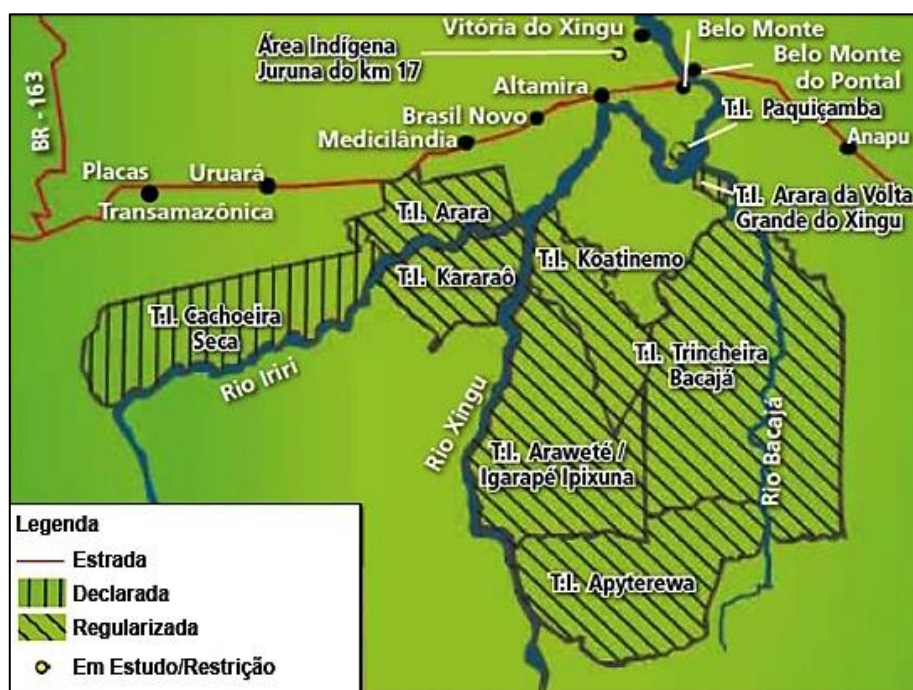 Vitória do Xingu
Belo Monte
Área Indígena
Juruna do km 17
Belo Monte
do Pontal
Altamira
T.I. Paquiçamba
Brasil Novo
Medicilândia
Anapu
BR - 163
Placas
Uruará
Transamazônica
T.I. Arara da Volta
Grande do Xingu
T.I. Arara
T.I. Koatinemo
T.I. Kararaô
T.I. Cachoeira
Seca
T.I. Trincheira
Bacajá
Rio Iriri
Rio Xingu
T.I. Araweté /
Igarapé Ipixuna
Rio Bacajá
T.I. Apyterewa
Legenda
Estrada
Declarada
Regularizada
Em Estudo/Restrição